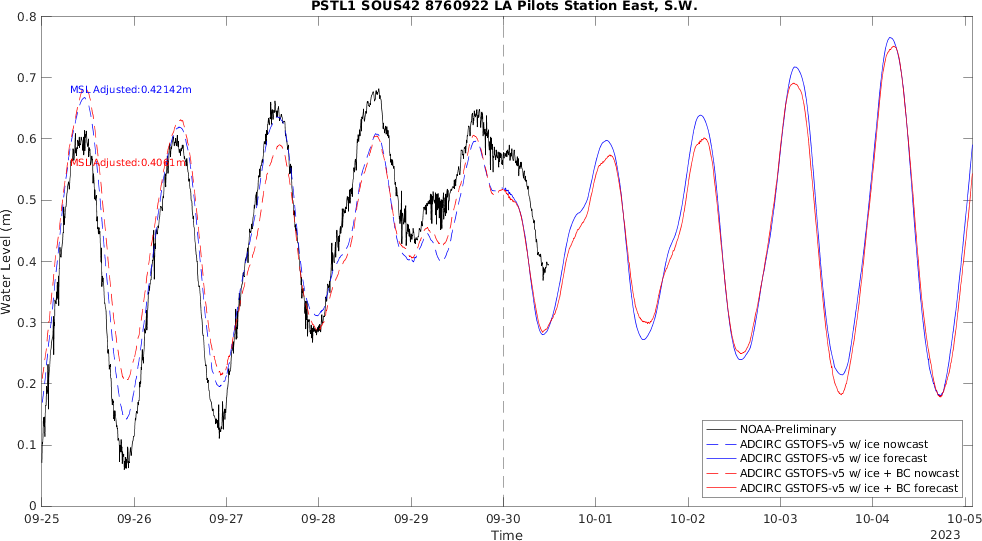 PSTL1 SOUS42 8760922 LA Pilots Station East, S.W.
0.8
0.7
0.6
0.5
0.4
0.3
0.2
0.1
0
Water Level (m)
MSL Adjusted:0.42142m
MSL Adjusted:0.4061m
NOAA-Preliminary
ADCIRC GSTOFS-v5 w/ ice nowcast
ADCIRC GSTOFS-v5 w/ ice forecast
ADCIRC GSTOFS-v5 w/ ice + BC nowcast
ADCIRC GSTOFS-v5 w/ ice + BC forecast
09-25 09-26 09-27 09-28 09-29 09-30 10-01 10-02 10-03 10-04 10-05
Time
2023